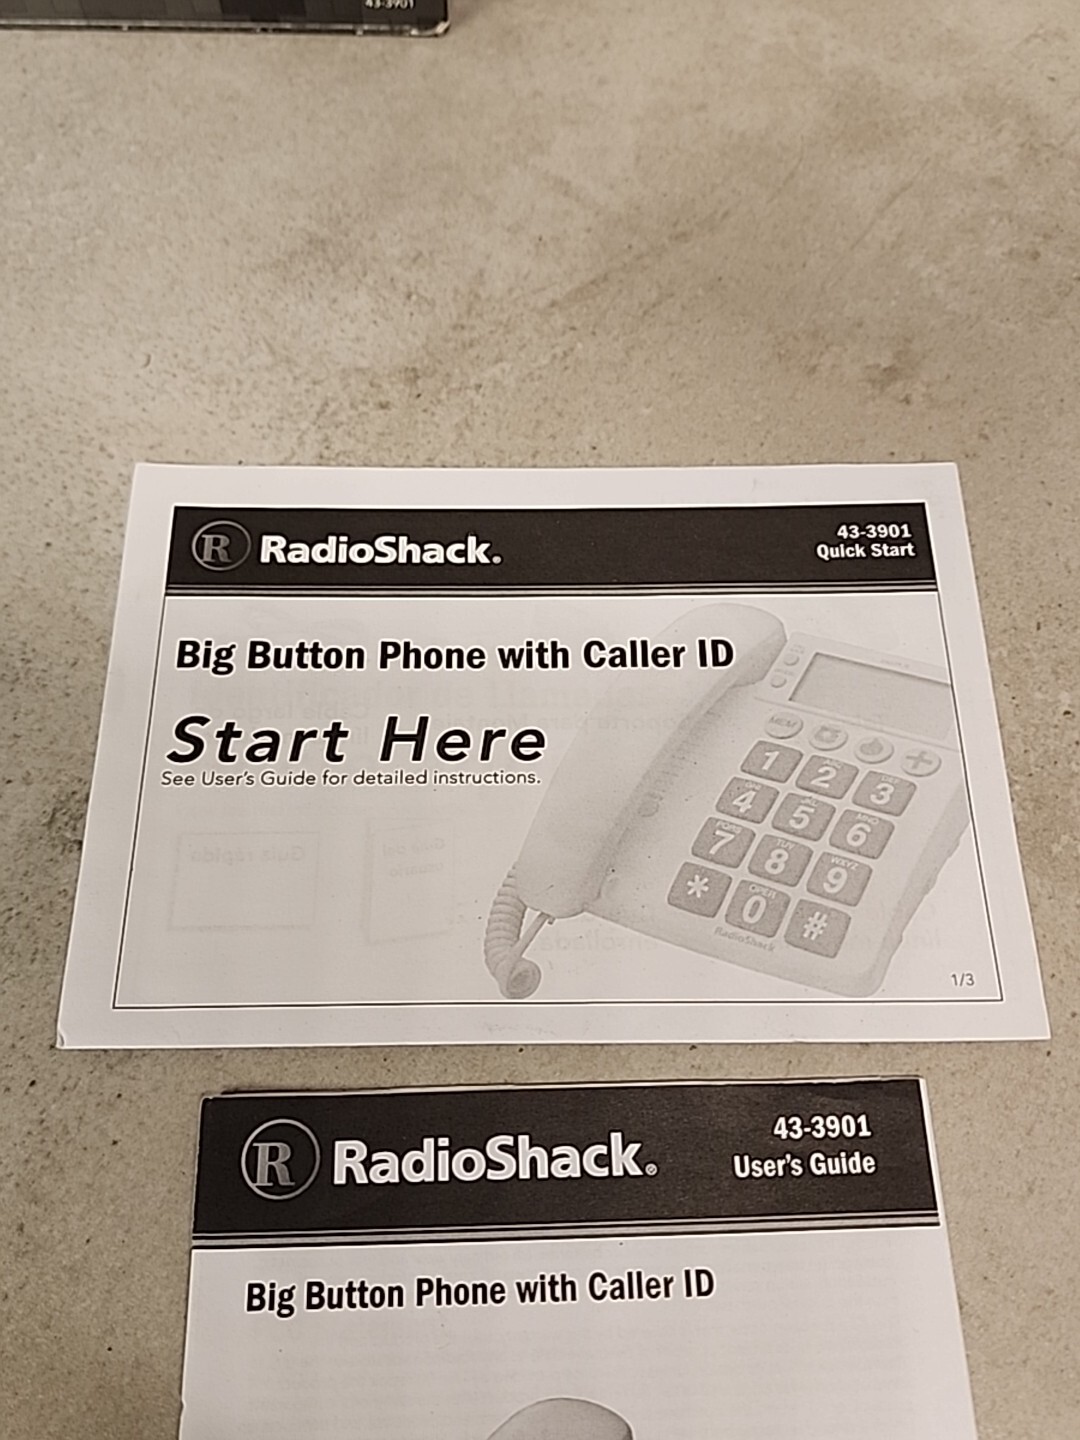 43-3901
R RadioShack.
43-3901
Quick Start
Big Button Phone with Caller ID
Start Here
See User's Guide for detailed instructions.
MEM
1 2 3
4 5 6
7 8 9
* 0 #
OPER
RadioShack
1/3
R RadioShack®
43-3901
User's Guide
Big Button Phone with Caller ID